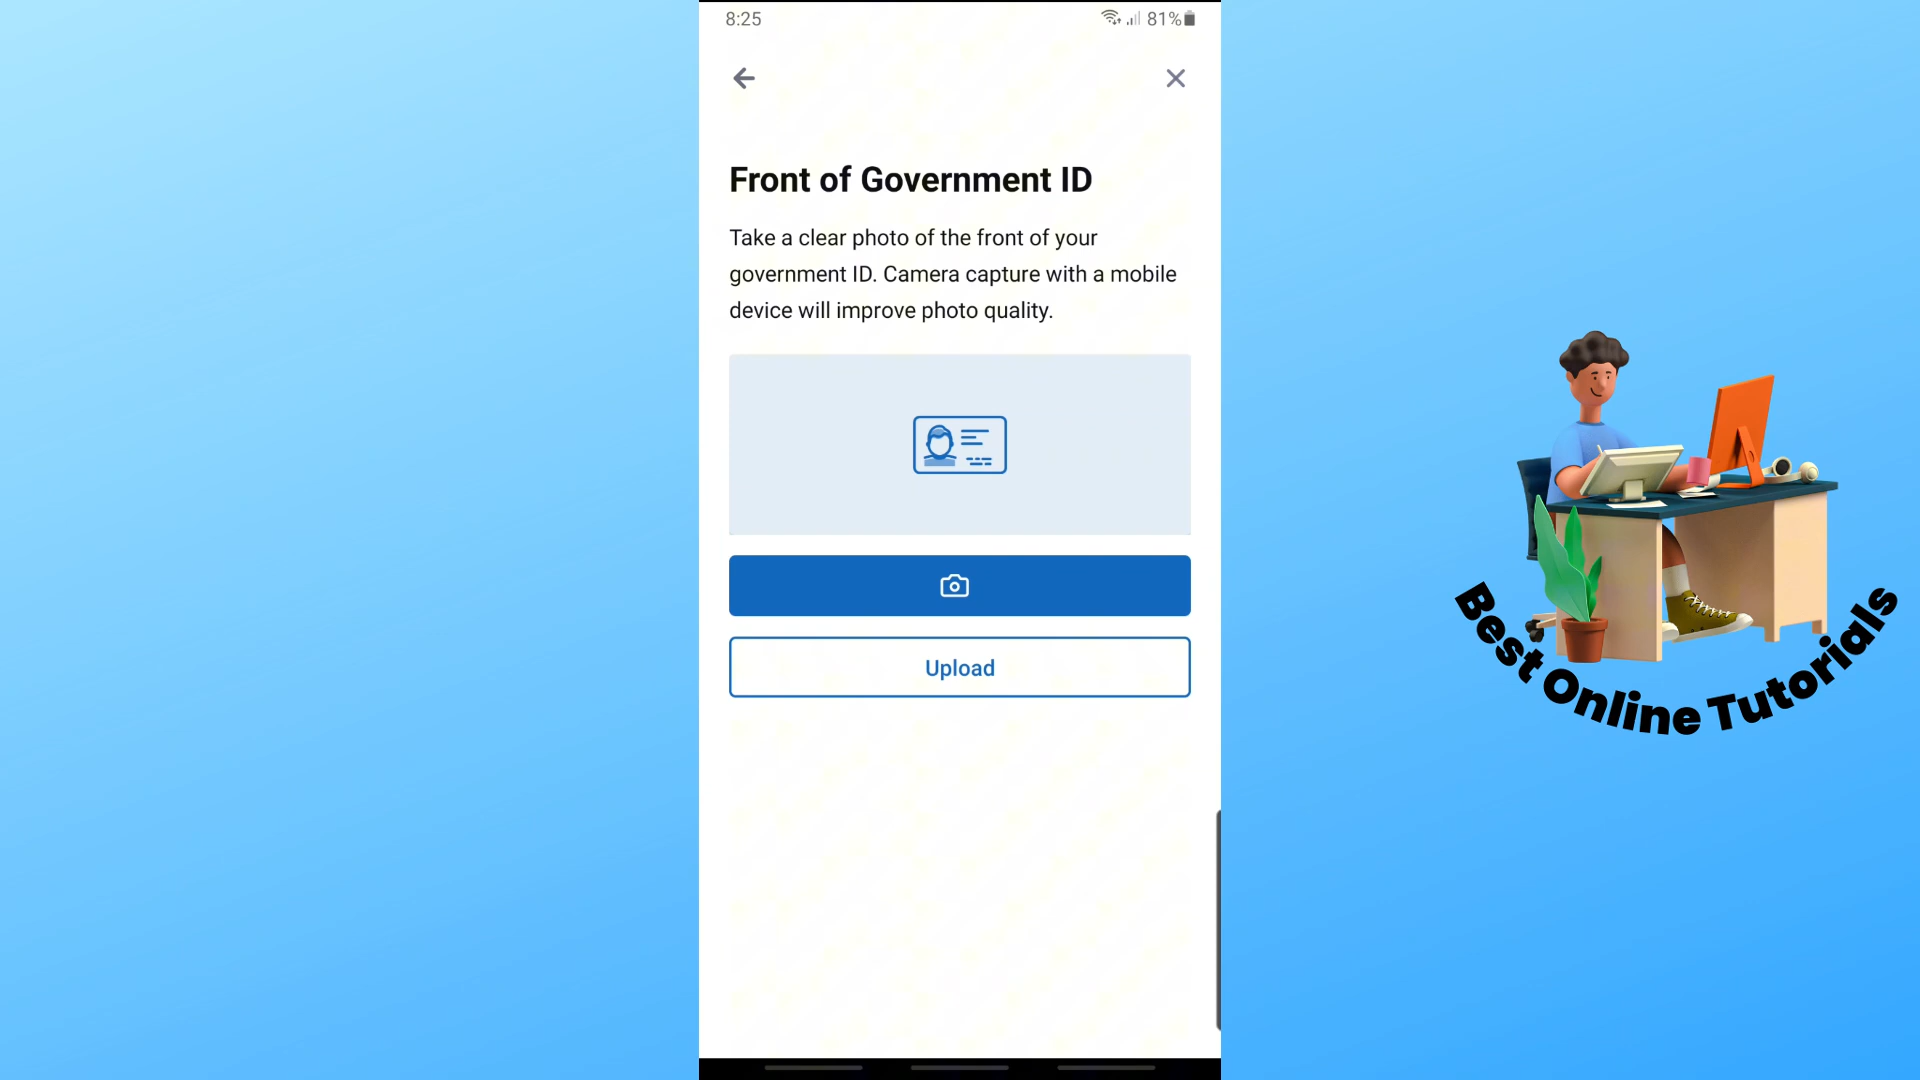 8:25
81%
Front of Government ID
Take a clear photo of the front of your
government ID. Camera capture with a mobile
device will improve photo quality.
Upload
Best Online Tutorials